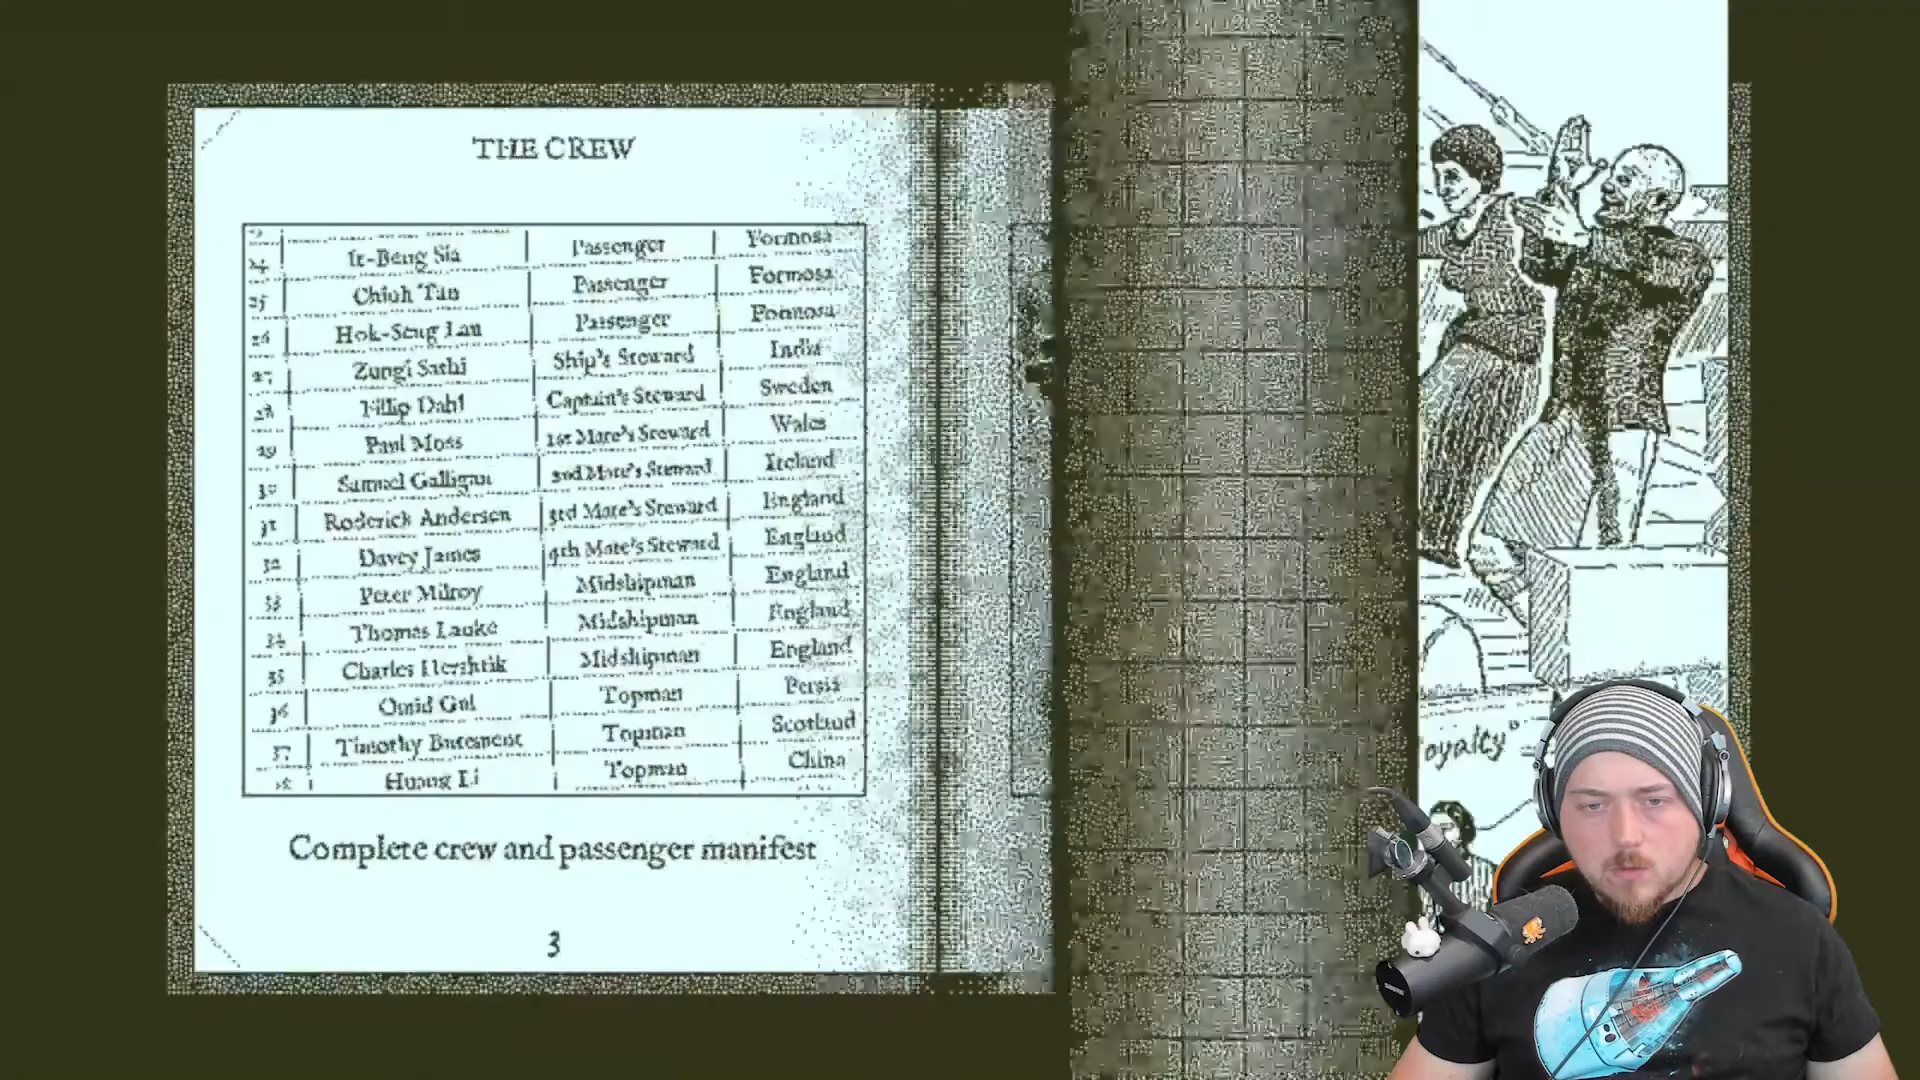 THE CREW
24 It-Beng Sia Passenger Formosa
25 Chioh Tan Passenger Formosa
26 Hok-Seng Lau Passenger Formosa
27 Zungi Sathi Ship's Steward India
28 Filip Dahl Captain's Steward Sweden
29 Paul Moss 1st Mate's Steward Wales
30 Samuel Galligan 2nd Mate's Steward Ireland
31 Roderick Andersen 3rd Mate's Steward England
32 Davey James 4th Mate's Steward England
33 Peter Milroy Midshipman England
34 Thomas Lanke Midshipman England
35 Charles Hershtik Midshipman England
36 Omid Gul Topman Persia
37 Timothy Butement Topman Scotland
38 Huang Li Topman China
Complete crew and passenger manifest
3
oyalty"